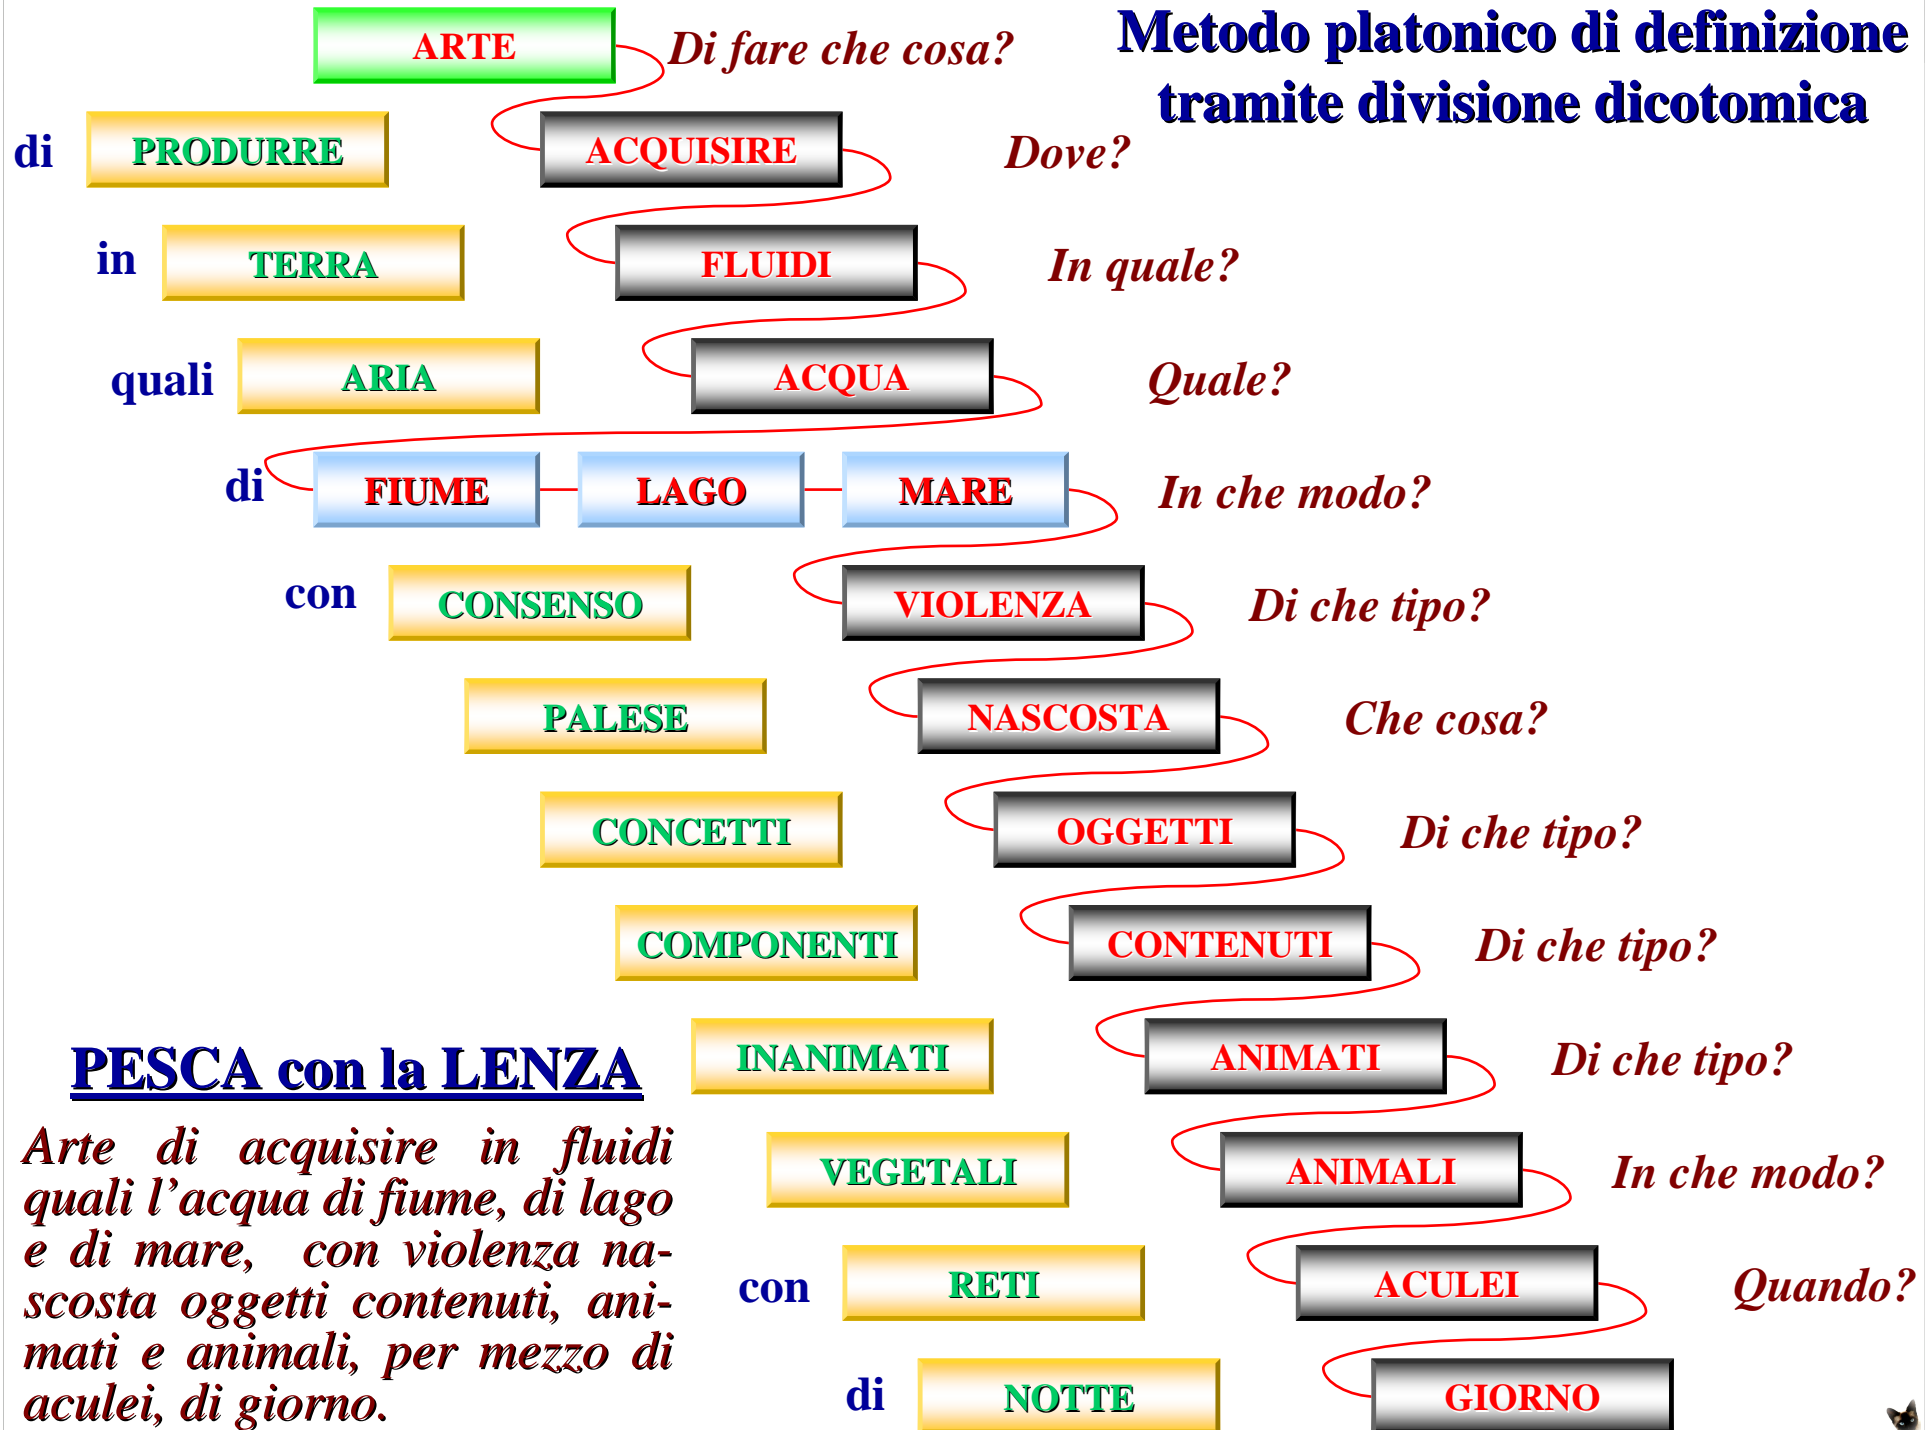 ARTE Di fare che cosa? Metodo platonico di definizione
tramite divisione dicotomica
di PRODURRE ACQUISIRE Dove?
in TERRA FLUIDI In quale?
quali ARIA ACQUA Quale?
di FIUME LAGO MARE In che modo?
con CONSENSO VIOLENZA Di che tipo?
PALESE NASCOSTA Che cosa?
CONCETTI OGGETTI Di che tipo?
COMPONENTI CONTENUTI Di che tipo?
INANIMATI ANIMATI Di che tipo?
VEGETALI ANIMALI In che modo?
con RETI ACULEI Quando?
di NOTTE GIORNO
PESCA con la LENZA
Arte di acquisire in fluidi
quali l'acqua di fiume, di lago
e di mare, con violenza na-
scosta oggetti contenuti, ani-
mati e animali, per mezzo di
aculei, di giorno.